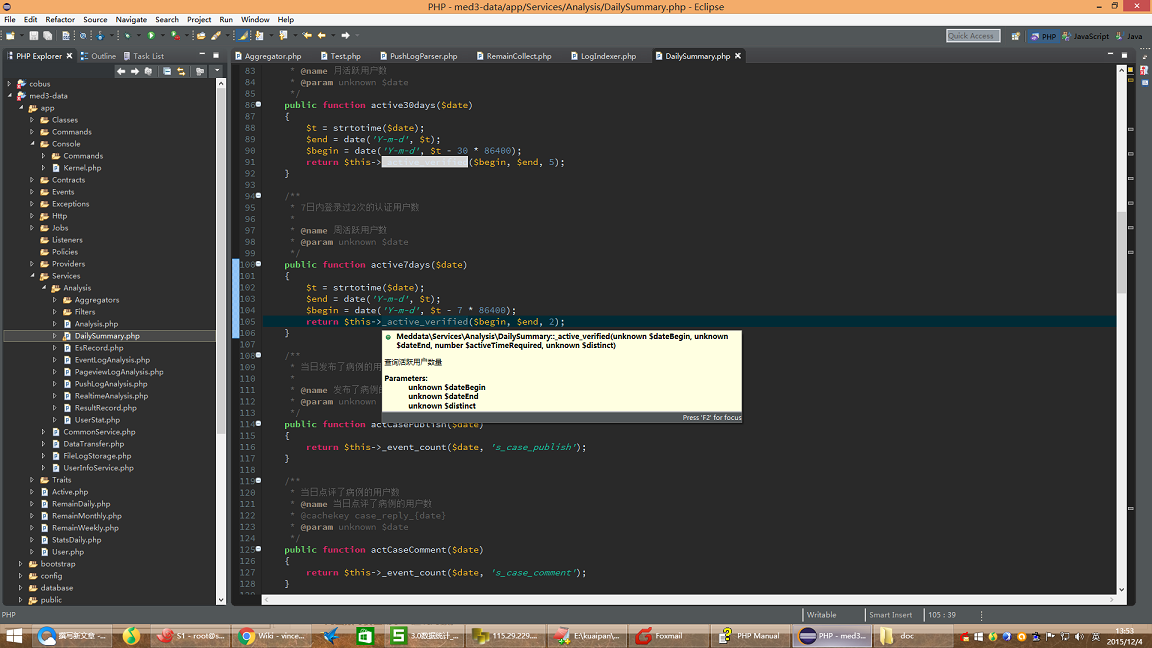 PHP - med3-data/app/Services/Analysis/DailySummary.php - Eclipse
File Edit Refactor Source Navigate Search Project Run Window Help
Quick Access PHP JavaScript Java
PHP Explorer Outline Task List
Aggregator.php Test.php PushLogParser.php RemainCollect.php LogIndexer.php DailySummary.php
cobus
med3-data
app
Classes
Commands
Console
Commands
Kernel.php
Contracts
Events
Exceptions
Http
Jobs
Listeners
Policies
Providers
Services
Analysis
Aggregators
Filters
Analysis.php
DailySummary.php
EsRecord.php
EventLogAnalysis.php
PageviewLogAnalysis.php
PushLogAnalysis.php
RealtimeAnalysis.php
ResultRecord.php
UserStat.php
CommonService.php
DataTransfer.php
FileLogStorage.php
UserInfoService.php
Traits
Active.php
RemainDaily.php
RemainMonthly.php
RemainWeekly.php
StatsDaily.php
User.php
bootstrap
config
database
public
83 * @name 月活跃用户数
84 * @param unknown $date
85 */
86 public function active30days($date)
87 {
88 $t = strtotime($date);
89 $end = date('Y-m-d', $t);
90 $begin = date('Y-m-d', $t - 30 * 86400);
91 return $this->_active_verified($begin, $end, 5);
92 }
93
94 /**
95 * 7日内登录过2次的认证用户数
96 *
97 * @name 周活跃用户数
98 * @param unknown $date
99 */
100 public function active7days($date)
101 {
102 $t = strtotime($date);
103 $end = date('Y-m-d', $t);
104 $begin = date('Y-m-d', $t - 7 * 86400);
105 return $this->_active_verified($begin, $end, 2);
106 }
107
Meddata\Services\Analysis\DailySummary::_active_verified(unknown $dateBegin, unknown
$dateEnd, number $activeTimeRequired, unknown $distinct)
查询活跃用户数量
Parameters:
unknown $dateBegin
unknown $dateEnd
unknown $distinct
Press 'F2' for focus
108 /**
109 * 当日发布了病例的用
110 *
111 * @name 发布了病例的
112 * @param unknown
113 */
114 public function actCasePublish($date)
115 {
116 return $this->_event_count($date, 's_case_publish');
117 }
118
119 /**
120 * 当日点评了病例的用户数
121 * @name 当日点评了病例的用户数
122 * @cachekey case_reply_{date}
123 * @param unknown $date
124 */
125 public function actCaseComment($date)
126 {
127 return $this->_event_count($date, 's_case_comment');
128 }
PHP Writable Smart Insert 105 : 39
撰写新文章 -... S1 - root@s... Wiki - vince... 3.0数据统计_... 115.29.229.... E:\kuaipan\... Foxmail PHP Manual PHP - med3... doc 英 13:53
2015/12/4